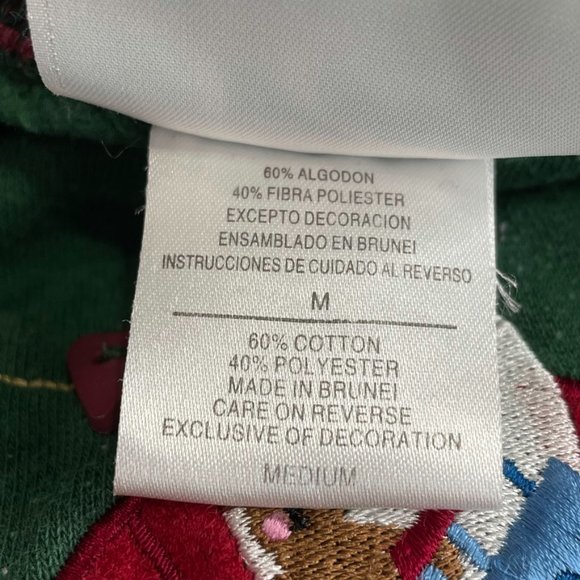 60% ALGODON
40% FIBRA POLIESTER
EXCEPTO DECORACION
ENSAMBLADO EN BRUNEI
INSTRUCCIONES DE CUIDADO AL REVERSO
M
60% COTTON
40% POLYESTER
MADE IN BRUNEI
CARE ON REVERSE
EXCLUSIVE OF DECORATION
MEDIUM